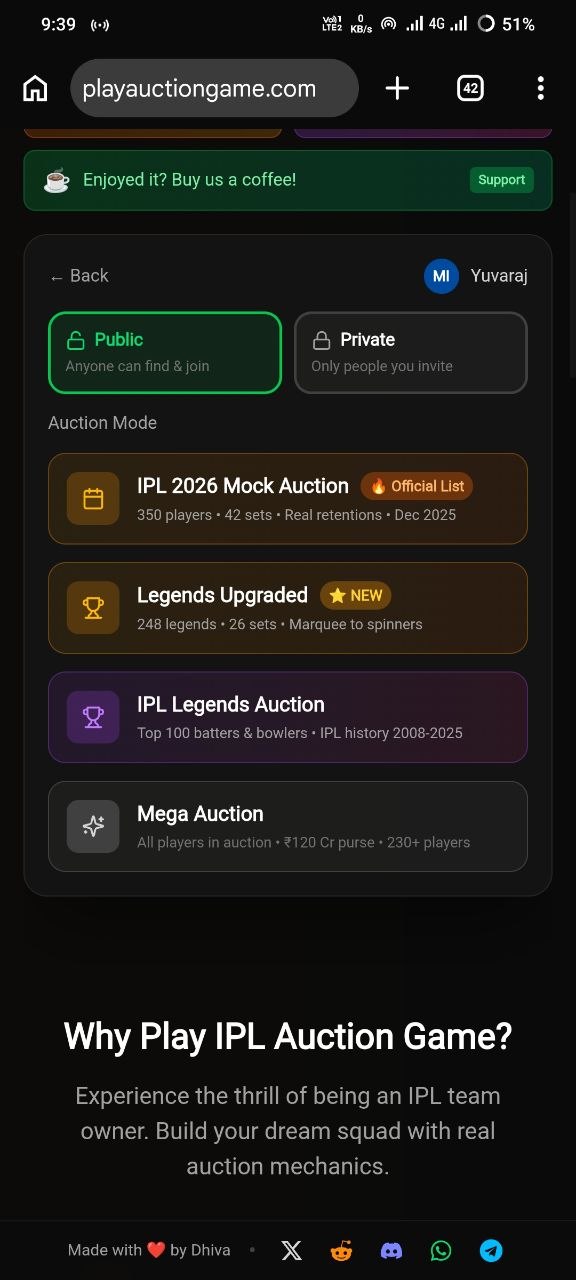 9:39
Vo)) 1
LTE2
0
KB/s
4G
51%
playauctiongame.com
42
Enjoyed it? Buy us a coffee!
Support
← Back
MI
Yuvaraj
Public
Anyone can find & join
Private
Only people you invite
Auction Mode
IPL 2026 Mock Auction
🔥 Official List
350 players • 42 sets • Real retentions • Dec 2025
Legends Upgraded
⭐ NEW
248 legends • 26 sets • Marquee to spinners
IPL Legends Auction
Top 100 batters & bowlers • IPL history 2008-2025
Mega Auction
All players in auction • ₹120 Cr purse • 230+ players
Why Play IPL Auction Game?
Experience the thrill of being an IPL team
owner. Build your dream squad with real
auction mechanics.
Made with ❤️ by Dhiva •